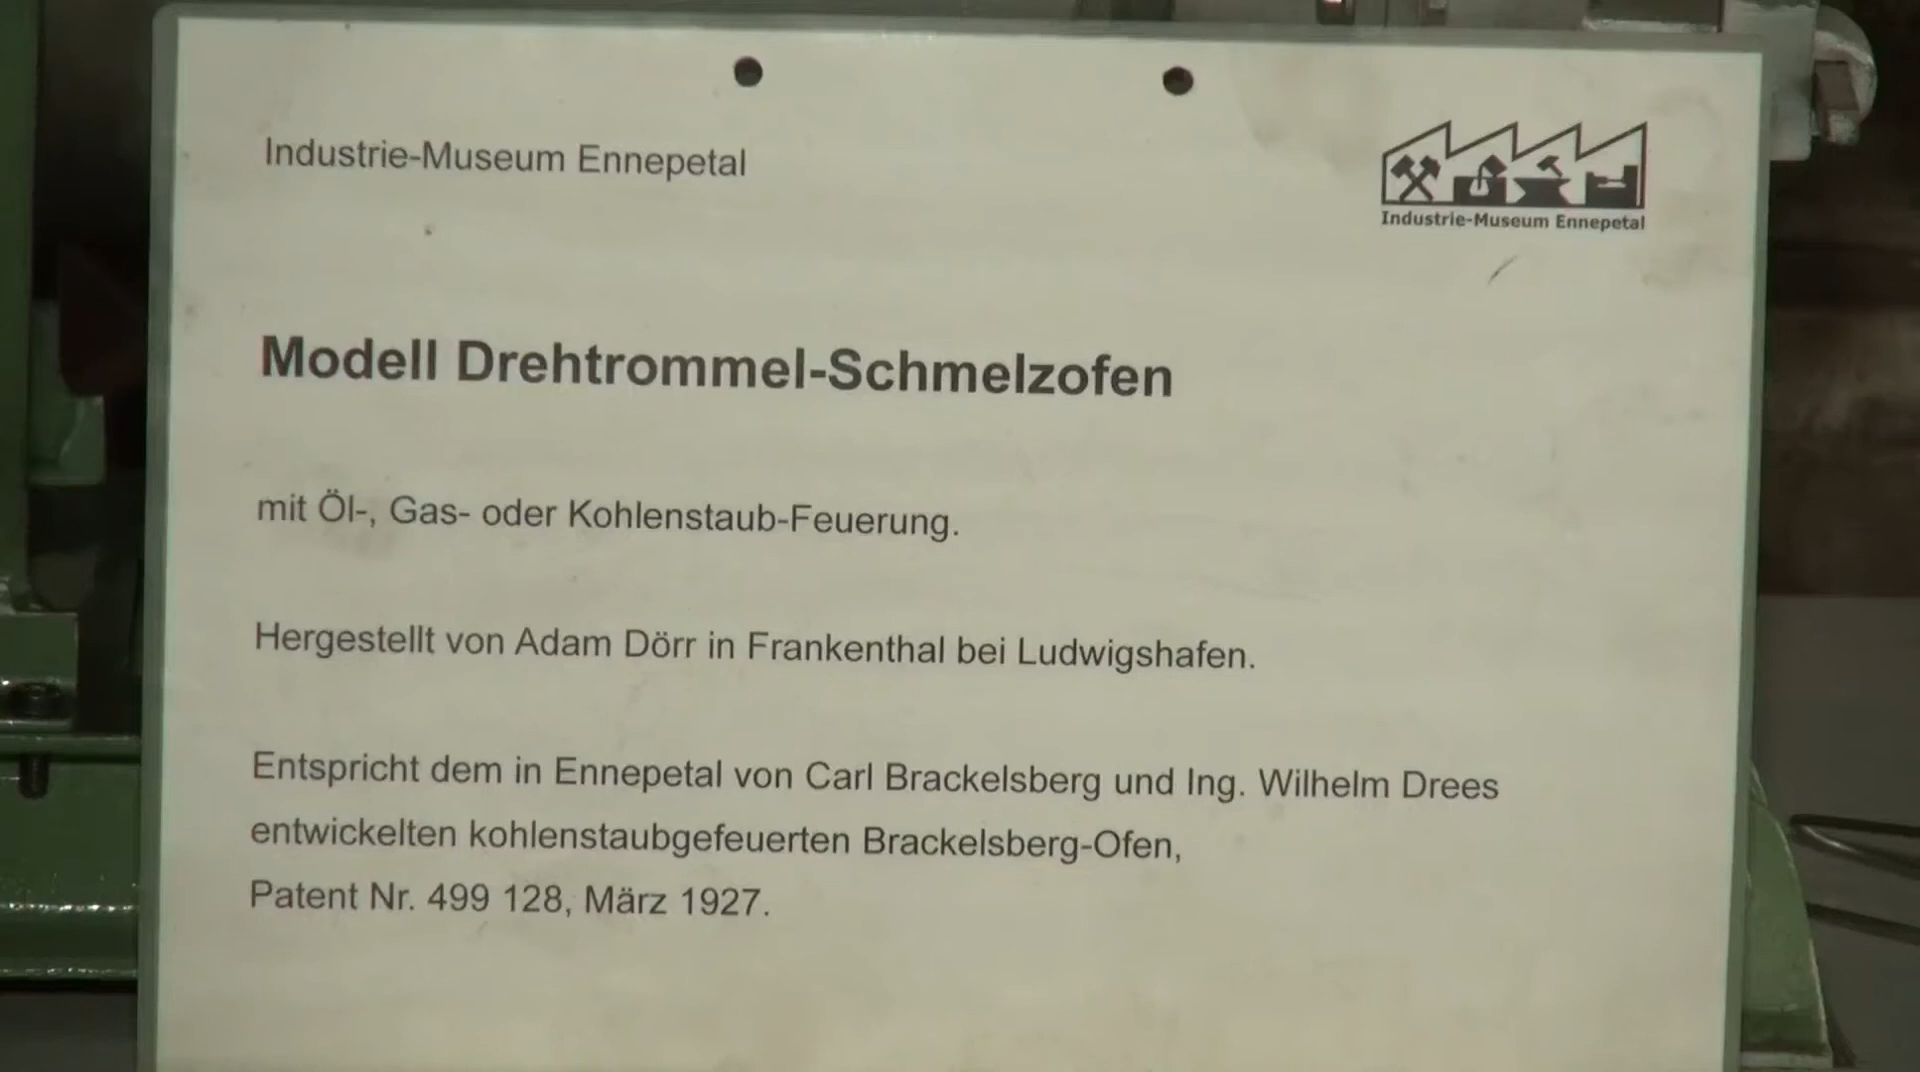 Industrie-Museum Ennepetal
Industrie-Museum Ennepetal
Modell Drehtrommel-Schmelzofen
mit Öl-, Gas- oder Kohlenstaub-Feuerung.
Hergestellt von Adam Dörr in Frankenthal bei Ludwigshafen.
Entspricht dem in Ennepetal von Carl Brackelsberg und Ing. Wilhelm Drees
entwickelten kohlenstaubgefeuerten Brackelsberg-Ofen,
Patent Nr. 499 128, März 1927.